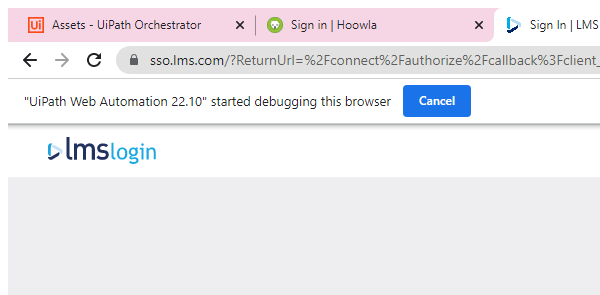 Assets - UiPath Orchestrator
Sign in | Hoowla
Sign In | LMS
sso.lms.com/?ReturnUrl=%2Fconnect%2Fauthorize%2Fcallback%3Fclient_
"UiPath Web Automation 22.10" started debugging this browser
Cancel
lmslogin